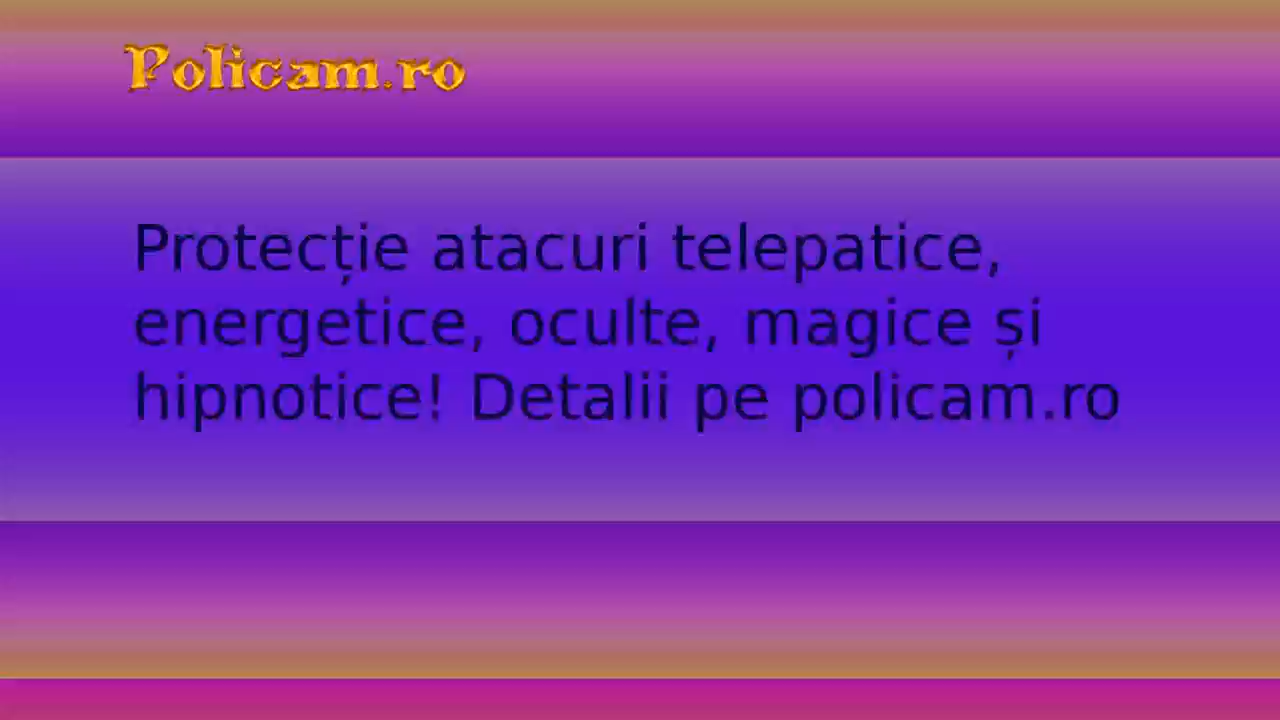 Policam.ro
Protecție atacuri telepatice,
energetice, oculte, magice și
hipnotice! Detalii pe policam.ro